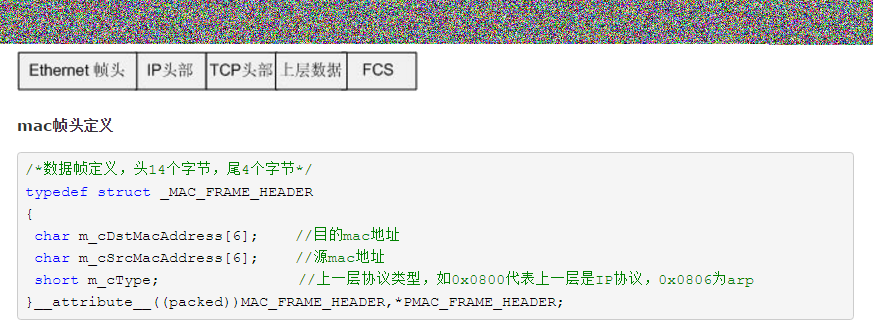 Ethernet 帧头 IP头部 TCP头部 上层数据 FCS
mac帧头定义
/*数据帧定义，头14个字节，尾4个字节*/
typedef struct _MAC_FRAME_HEADER
{
 char m_cDstMacAddress[6];    //目的mac地址
 char m_cSrcMacAddress[6];    //源mac地址
 short m_cType;               //上一层协议类型，如0x0800代表上一层是IP协议，0x0806为arp
}__attribute__((packed))MAC_FRAME_HEADER,*PMAC_FRAME_HEADER;